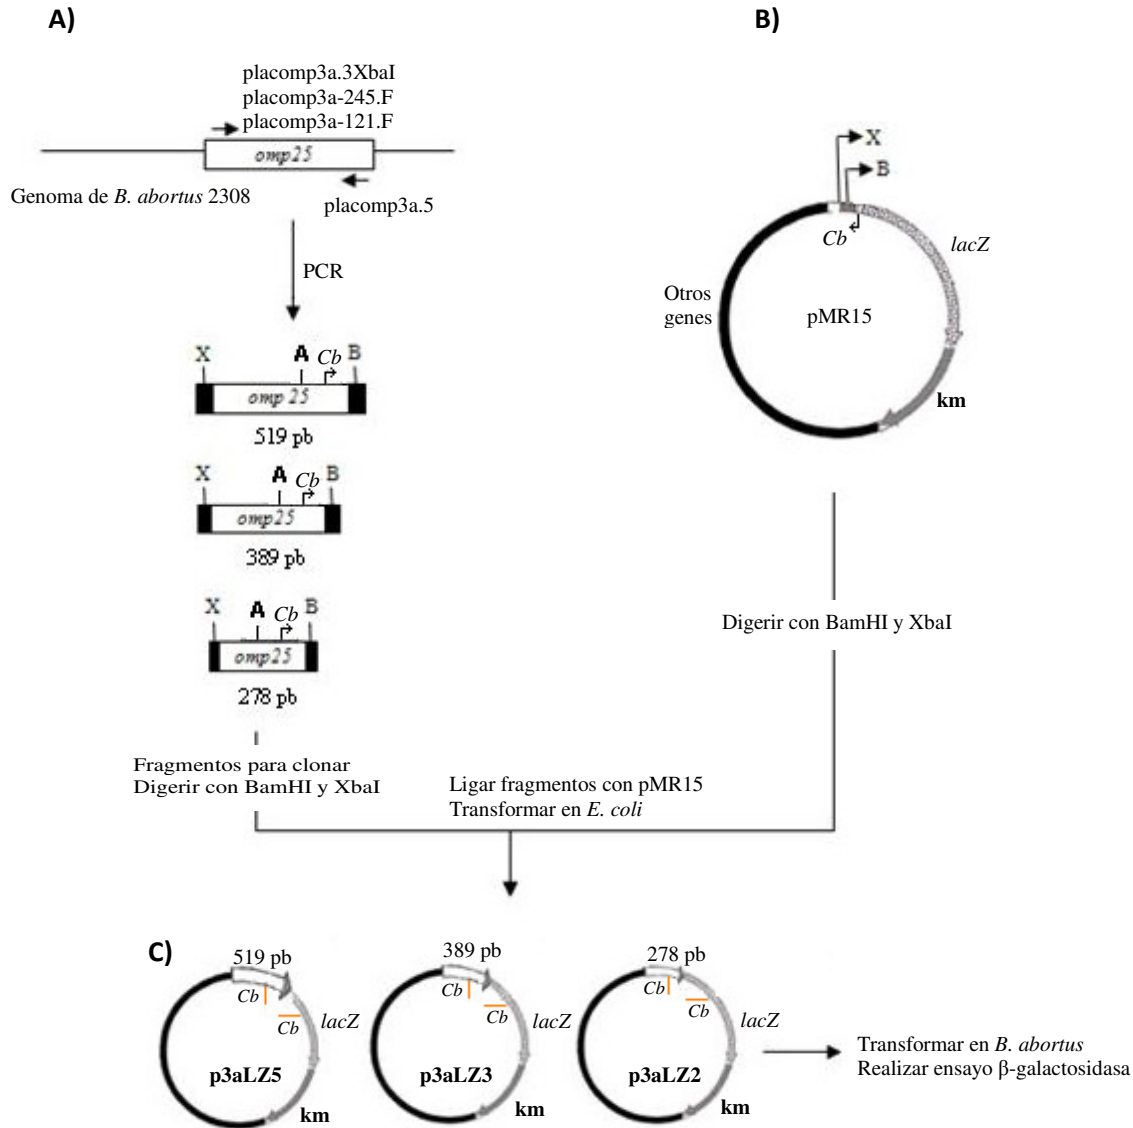 A)
placomp3a.3XbaI
placomp3a-245.F
placomp3a-121.F
omp25
Genoma de B. abortus 2308
placomp3a.5
PCR
X A Cb B
omp 25
519 pb
X A Cb B
omp25
389 pb
X A Cb B
omp25
278 pb
Fragmentos para clonar
Digerir con BamHI y XbaI
B)
X
B
Cb
lacZ
Otros
genes
pMR15
km
Digerir con BamHI y XbaI
Ligar fragmentos con pMR15
Transformar en E. coli
C)
519 pb
Cb
Cb
lacZ
p3aLZ5
km
389 pb
Cb
Cb
lacZ
p3aLZ3
km
278 pb
Cb
Cb
lacZ
p3aLZ2
km
Transformar en B. abortus
Realizar ensayo β-galactosidasa